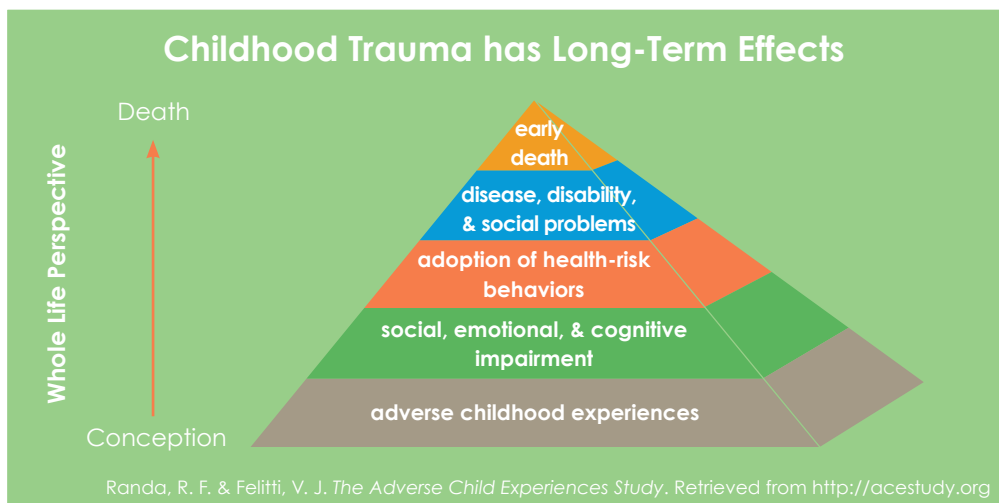 Childhood Trauma has Long-Term Effects
Death
Whole Life Perspective
Conception
early
death
disease, disability,
& social problems
adoption of health-risk
behaviors
social, emotional, & cognitive
impairment
adverse childhood experiences
Randa, R. F. & Felitti, V. J. The Adverse Child Experiences Study. Retrieved from http://acestudy.org